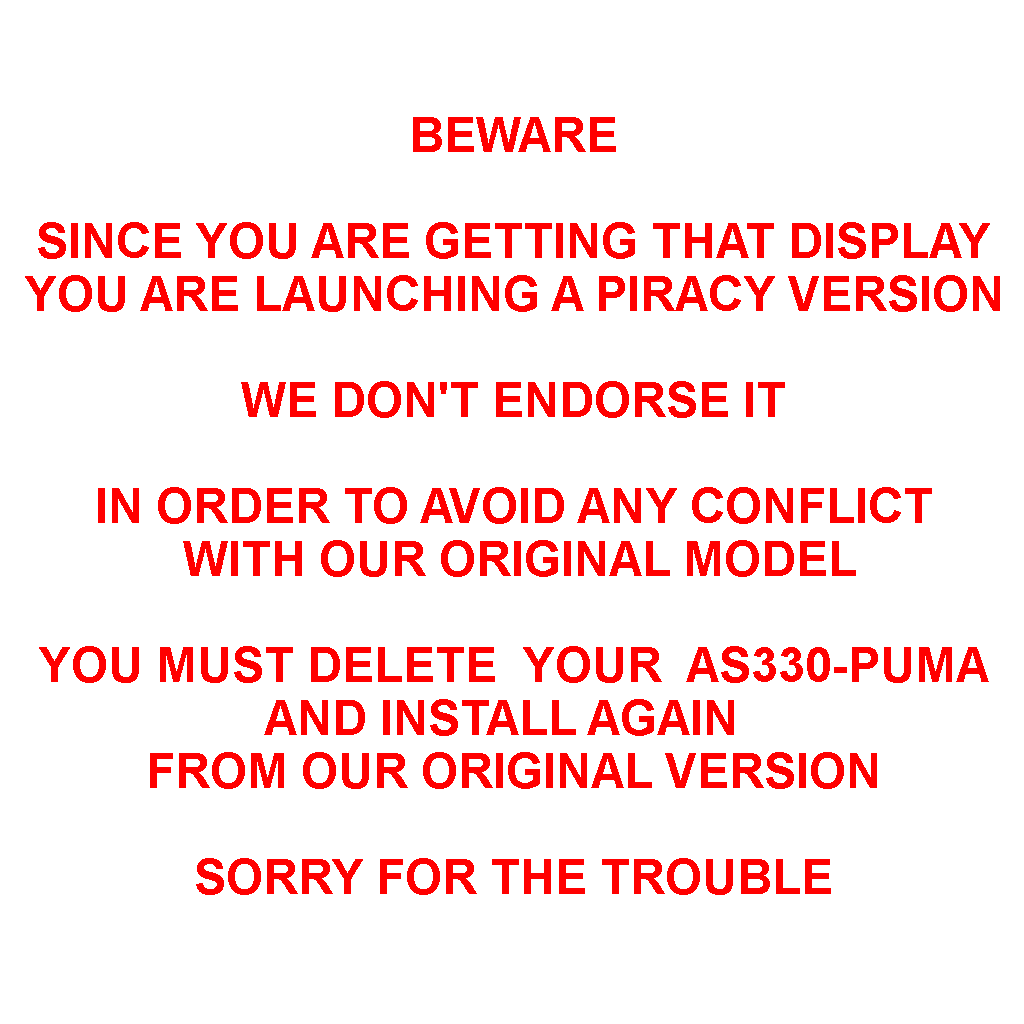 BEWARE
SINCE YOU ARE GETTING THAT DISPLAY
YOU ARE LAUNCHING A PIRACY VERSION
WE DON'T ENDORSE IT
IN ORDER TO AVOID ANY CONFLICT
WITH OUR ORIGINAL MODEL
YOU MUST DELETE  YOUR  AS330-PUMA
AND INSTALL AGAIN
FROM OUR ORIGINAL VERSION
SORRY FOR THE TROUBLE